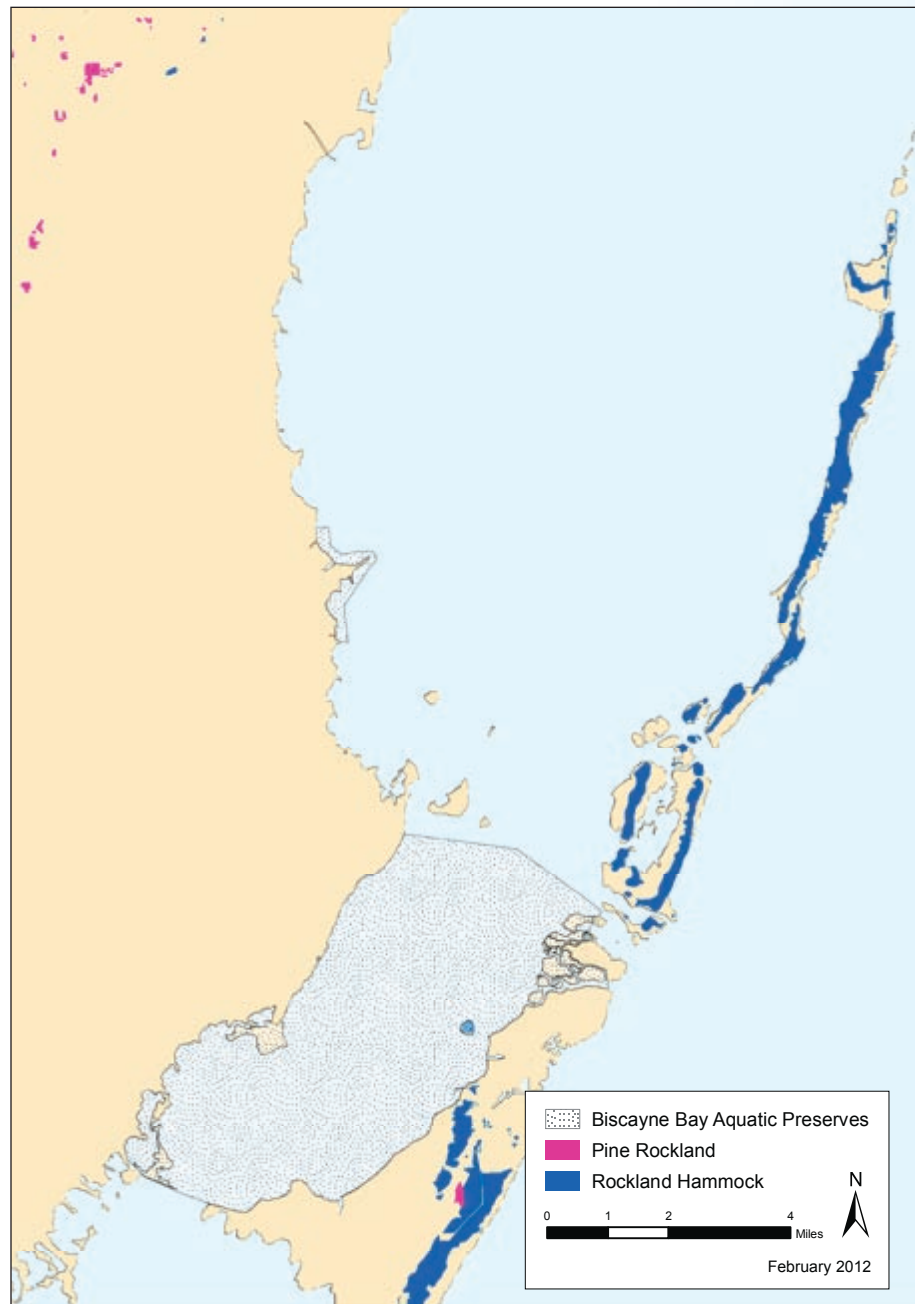 Biscayne Bay Aquatic Preserves
Pine Rockland
Rockland Hammock
N
0 1 2 4
Miles
February 2012